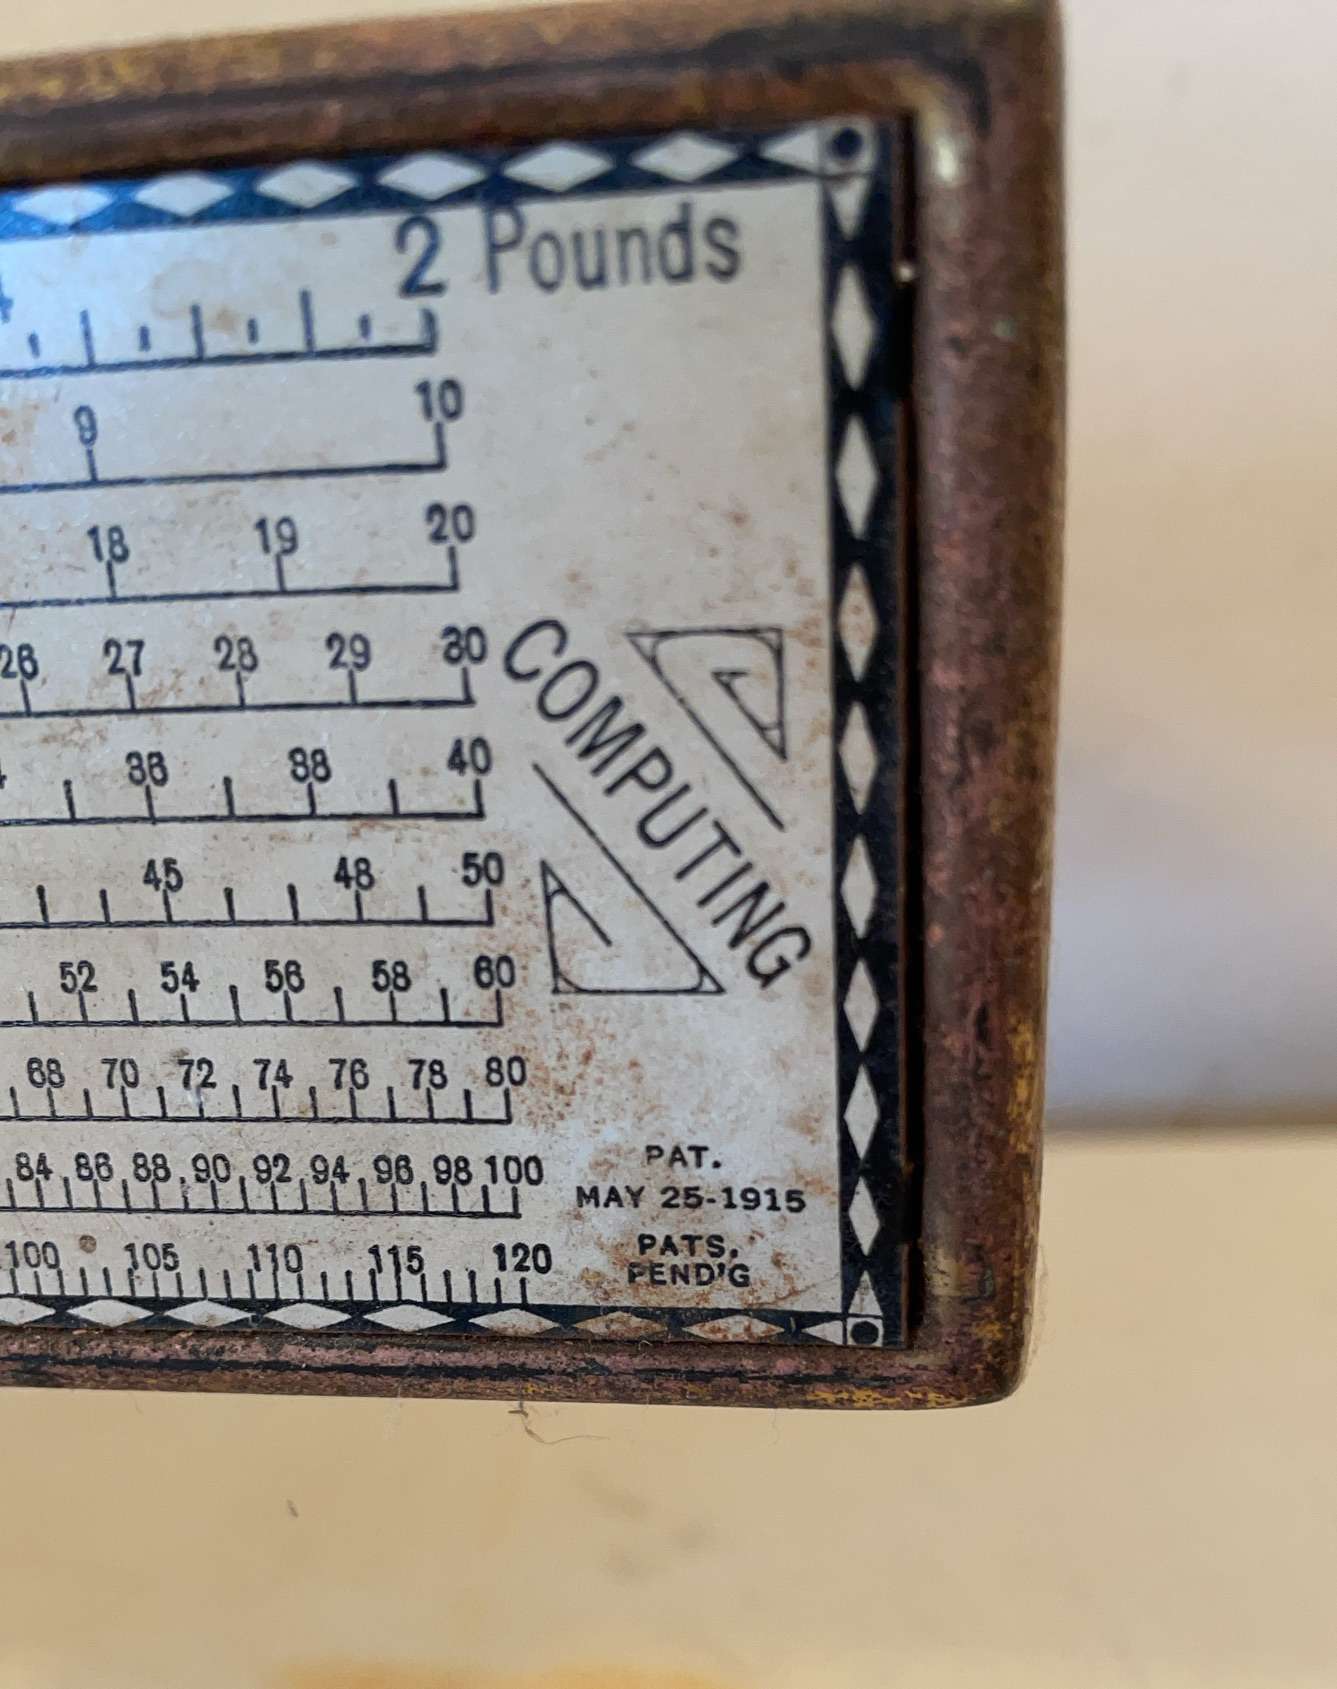 2 Pounds
9 10
18 19 20
26 27 28 29 30
36 38 40
45 48 50
52 54 56 58 60
68 70 72 74 76 78 80
84 86 88 90 92 94 96 98 100
100 105 110 115 120
COMPUTING
PAT.
MAY 25-1915
PATS.
PEND'G